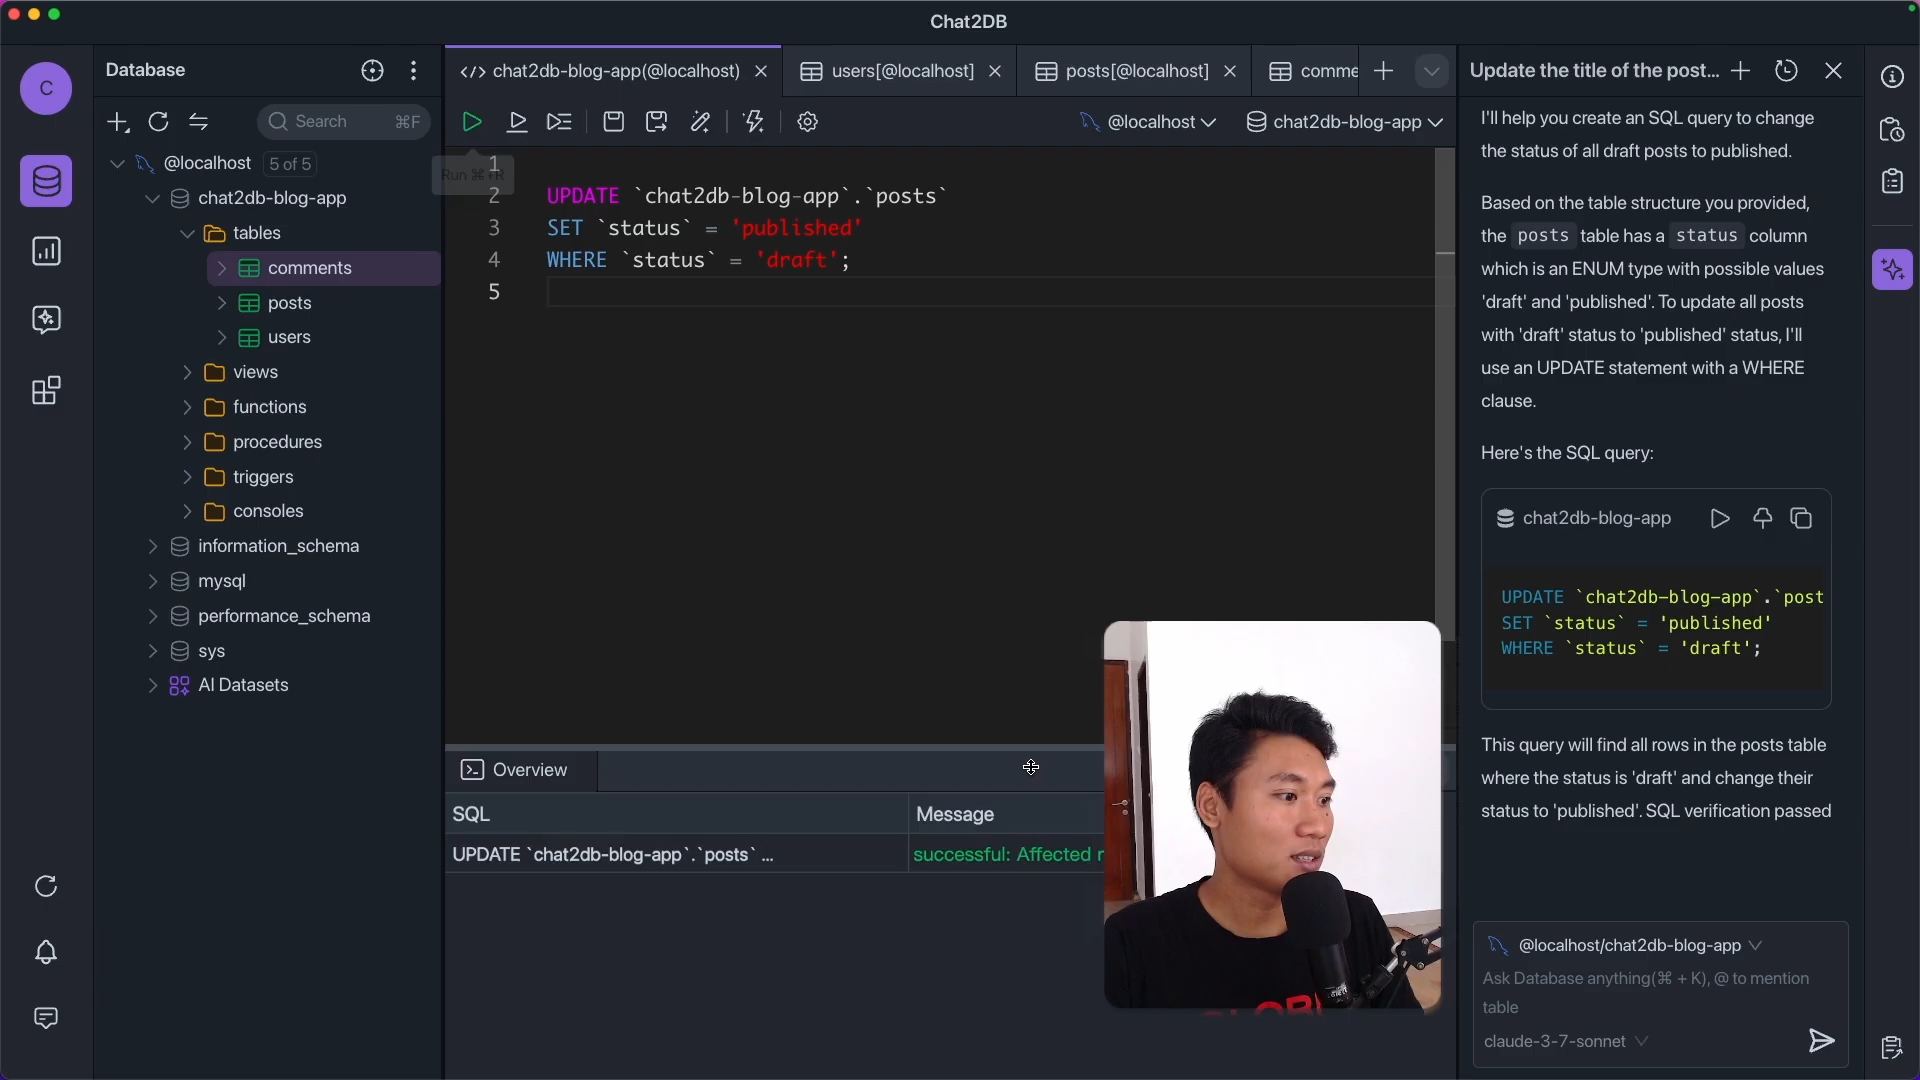 Chat2DB
C
Database
Search ⌘F
@localhost 5 of 5
chat2db-blog-app
tables
comments
posts
users
views
functions
procedures
triggers
consoles
information_schema
mysql
performance_schema
sys
AI Datasets
chat2db-blog-app(@localhost)
users[@localhost]
posts[@localhost]
comme
@localhost
chat2db-blog-app
Run ⌘+R
1
2 UPDATE `chat2db-blog-app`.`posts`
3 SET `status` = 'published'
4 WHERE `status` = 'draft';
5
Overview
SQL Message
UPDATE `chat2db-blog-app`.`posts` ... successful: Affected r
Update the title of the post...
I'll help you create an SQL query to change
the status of all draft posts to published.
Based on the table structure you provided,
the posts table has a status column
which is an ENUM type with possible values
'draft' and 'published'. To update all posts
with 'draft' status to 'published' status, I'll
use an UPDATE statement with a WHERE
clause.
Here's the SQL query:
chat2db-blog-app
UPDATE `chat2db-blog-app`.`post
SET `status` = 'published'
WHERE `status` = 'draft';
This query will find all rows in the posts table
where the status is 'draft' and change their
status to 'published'. SQL verification passed
@localhost/chat2db-blog-app
Ask Database anything(⌘ + K), @ to mention
table
claude-3-7-sonnet